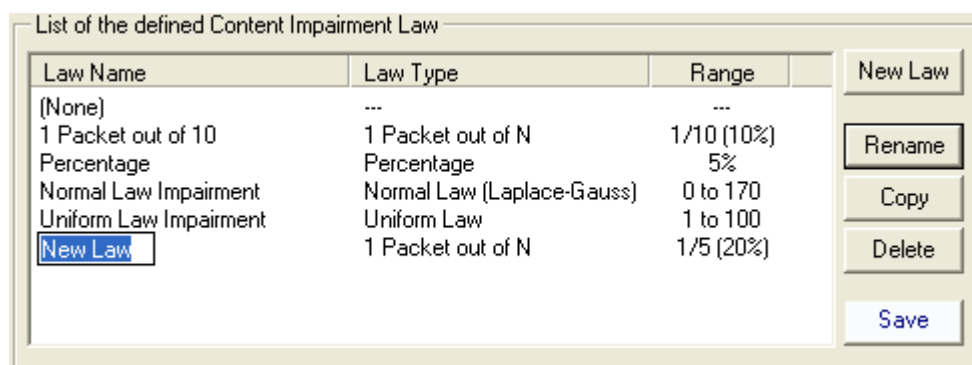 List of the defined Content Impairment Law
Law Name Law Type Range New Law
(None) --- ---
1 Packet out of 10 1 Packet out of N 1/10 (10%)
Rename
Percentage Percentage 5%
Normal Law Impairment Normal Law (Laplace-Gauss) 0 to 170
Copy
Uniform Law Impairment Uniform Law 1 to 100
New Law 1 Packet out of N 1/5 (20%) Delete
Save